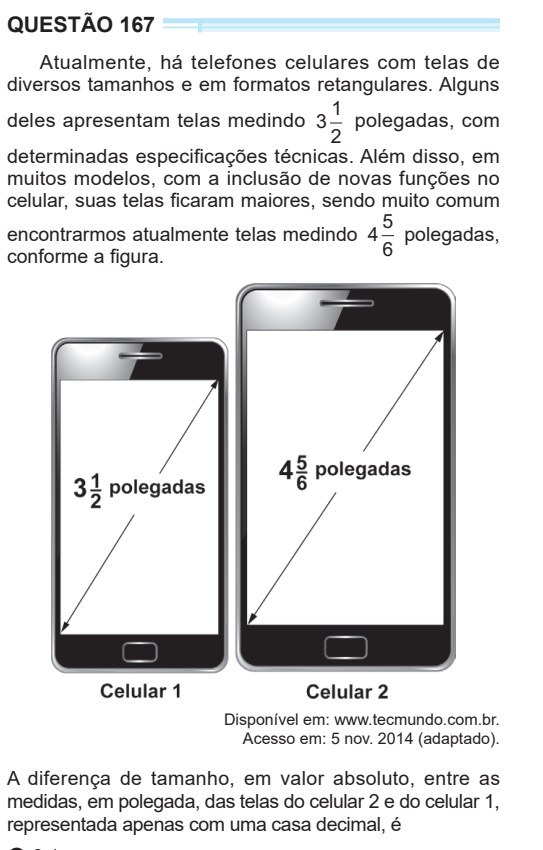 QUESTÃO 167
Atualmente, há telefones celulares com telas de
diversos tamanhos e em formatos retangulares. Alguns
deles apresentam telas medindo 3 1/2 polegadas, com
determinadas especificações técnicas. Além disso, em
muitos modelos, com a inclusão de novas funções no
celular, suas telas ficaram maiores, sendo muito comum
encontrarmos atualmente telas medindo 4 5/6 polegadas,
conforme a figura.
3 1/2 polegadas
4 5/6 polegadas
Celular 1
Celular 2
Disponível em: www.tecmundo.com.br.
Acesso em: 5 nov. 2014 (adaptado).
A diferença de tamanho, em valor absoluto, entre as
medidas, em polegada, das telas do celular 2 e do celular 1,
representada apenas com uma casa decimal, é